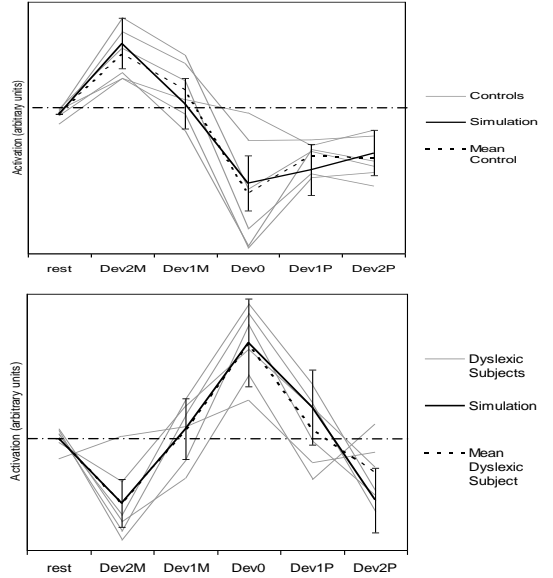 Activation (arbitrary units)
Controls
Simulation
Mean
Control
rest Dev2M Dev1M Dev0 Dev1P Dev2P
Activation (arbitrary units)
Dyslexic
Subjects
Simulation
Mean
Dyslexic
Subject
rest Dev2M Dev1M Dev0 Dev1P Dev2P